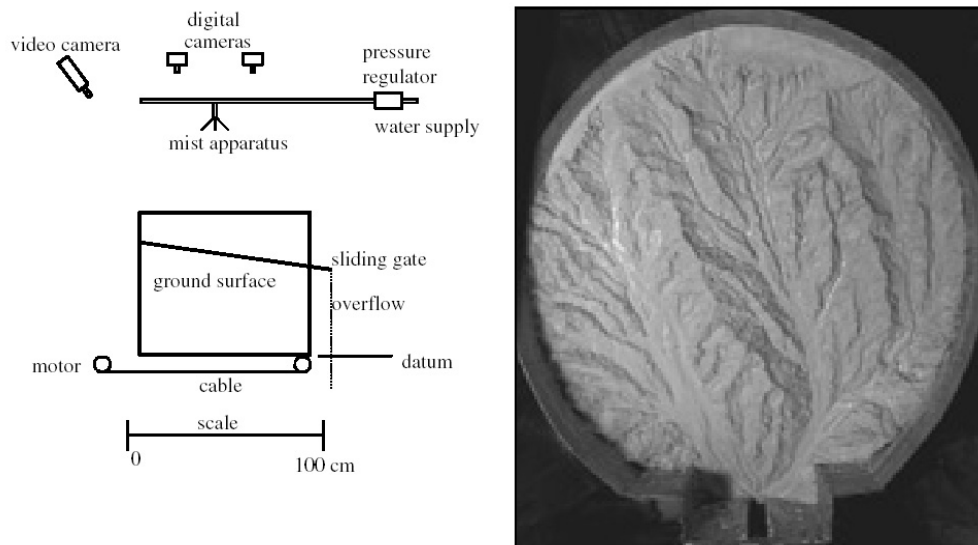 digital
cameras
video camera
pressure
regulator
water supply
mist apparatus
sliding gate
ground surface
overflow
motor
datum
cable
scale
0
100 cm